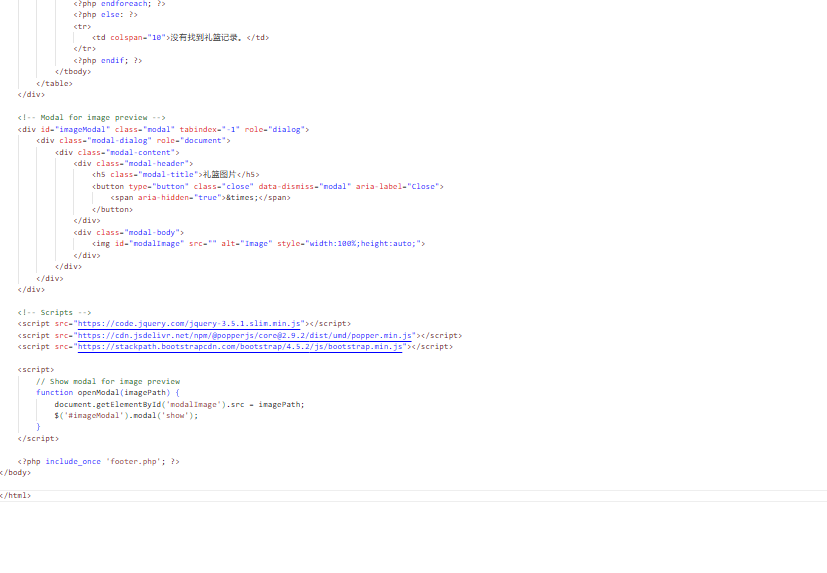 <?php endforeach; ?>
<?php else: ?>
<tr>
<td colspan="10">没有找到礼篮记录。</td>
</tr>
<?php endif; ?>
</tbody>
</table>
</div>
<!-- Modal for image preview -->
<div id="imageModal" class="modal" tabindex="-1" role="dialog">
<div class="modal-dialog" role="document">
<div class="modal-content">
<div class="modal-header">
<h5 class="modal-title">礼篮图片</h5>
<button type="button" class="close" data-dismiss="modal" aria-label="Close">
<span aria-hidden="true">&times;</span>
</button>
</div>
<div class="modal-body">
<img id="modalImage" src="" alt="Image" style="width:100%;height:auto;">
</div>
</div>
</div>
</div>
<!-- Scripts -->
<script src="https://code.jquery.com/jquery-3.5.1.slim.min.js"></script>
<script src="https://cdn.jsdelivr.net/npm/@popperjs/core@2.9.2/dist/umd/popper.min.js"></script>
<script src="https://stackpath.bootstrapcdn.com/bootstrap/4.5.2/js/bootstrap.min.js"></script>
<script>
// Show modal for image preview
function openModal(imagePath) {
document.getElementById('modalImage').src = imagePath;
$('#imageModal').modal('show');
}
</script>
<?php include_once 'footer.php'; ?>
</body>
</html>